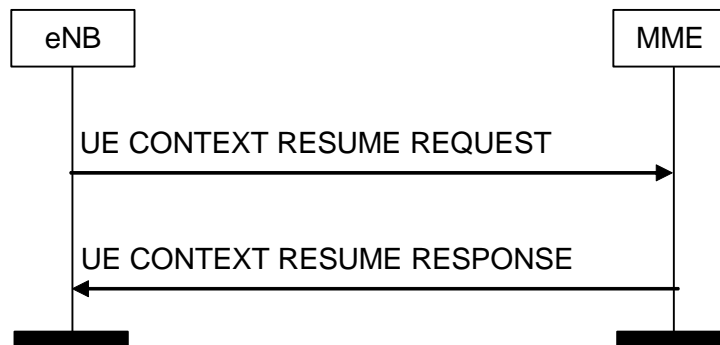 eNB
MME
UE CONTEXT RESUME REQUEST
UE CONTEXT RESUME RESPONSE